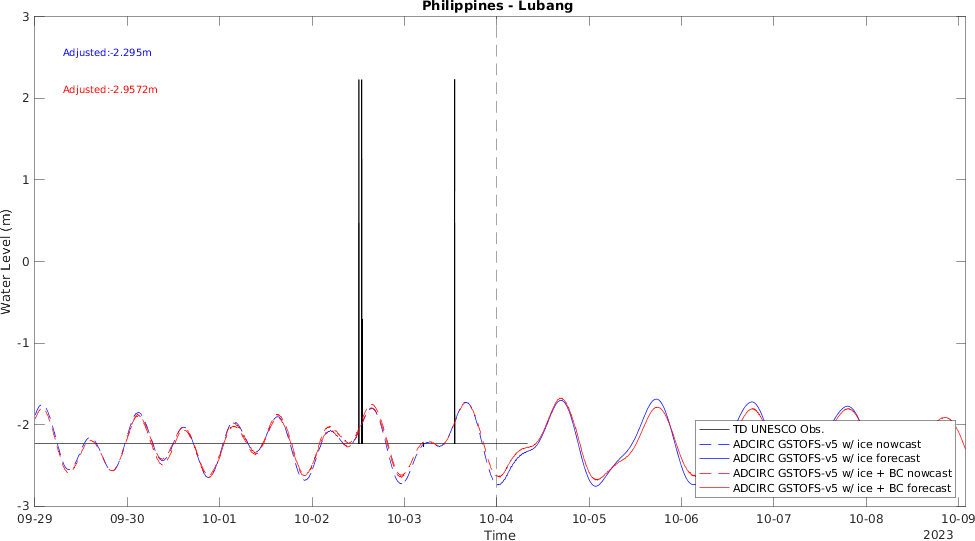 Philippines - Lubang
Adjusted:-2.295m
Adjusted:-2.9572m
Water Level (m)
3
2
1
0
-1
-2
-3
TD UNESCO Obs.
ADCIRC GSTOFS-v5 w/ ice nowcast
ADCIRC GSTOFS-v5 w/ ice forecast
ADCIRC GSTOFS-v5 w/ ice + BC nowcast
ADCIRC GSTOFS-v5 w/ ice + BC forecast
09-29 09-30 10-01 10-02 10-03 10-04 10-05 10-06 10-07 10-08 10-09
Time
2023